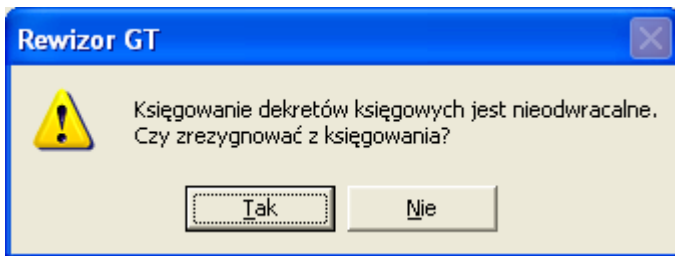 Rewizor GT
Księgowanie dekretów księgowych jest nieodwracalne.
Czy zrezygnować z księgowania?
Tak
Nie